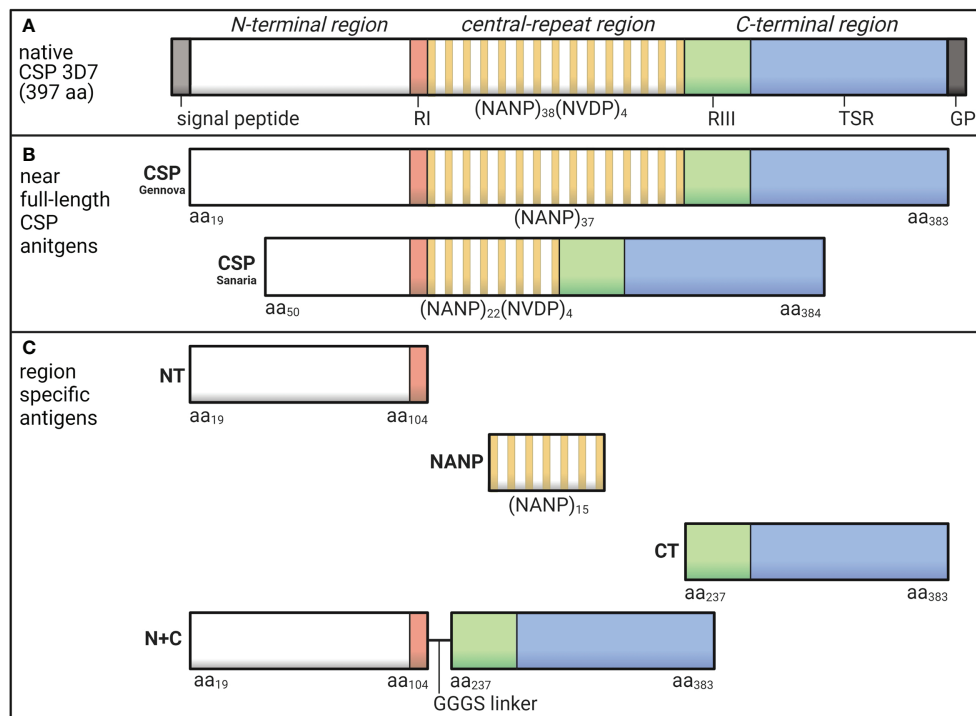 A
native
CSP 3D7
(397 aa)
N-terminal region central-repeat region C-terminal region
(NANP)₃₈(NVDP)₄
signal peptide RI RIII TSR GP
B
near
full-length
CSP
anitgens
CSP
Gennova
aa₁₉ (NANP)₃₇ aa₃₈₃
CSP
Sanaria
aa₅₀ (NANP)₂₂(NVDP)₄ aa₃₈₄
C
region
specific
antigens
NT
aa₁₉ aa₁₀₄
NANP
(NANP)₁₅
CT
aa₂₃₇ aa₃₈₃
N+C
aa₁₉ aa₁₀₄ aa₂₃₇ aa₃₈₃
GGGS linker